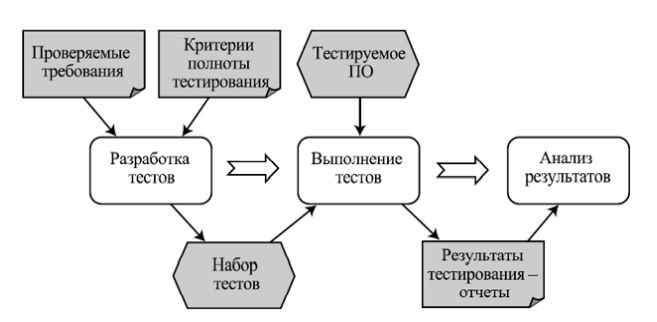 Проверяемые
требования
Критерии
полноты
тестирования
Тестируемое
ПО
Разработка
тестов
Выполнение
тестов
Анализ
результатов
Набор
тестов
Результаты
тестирования –
отчеты